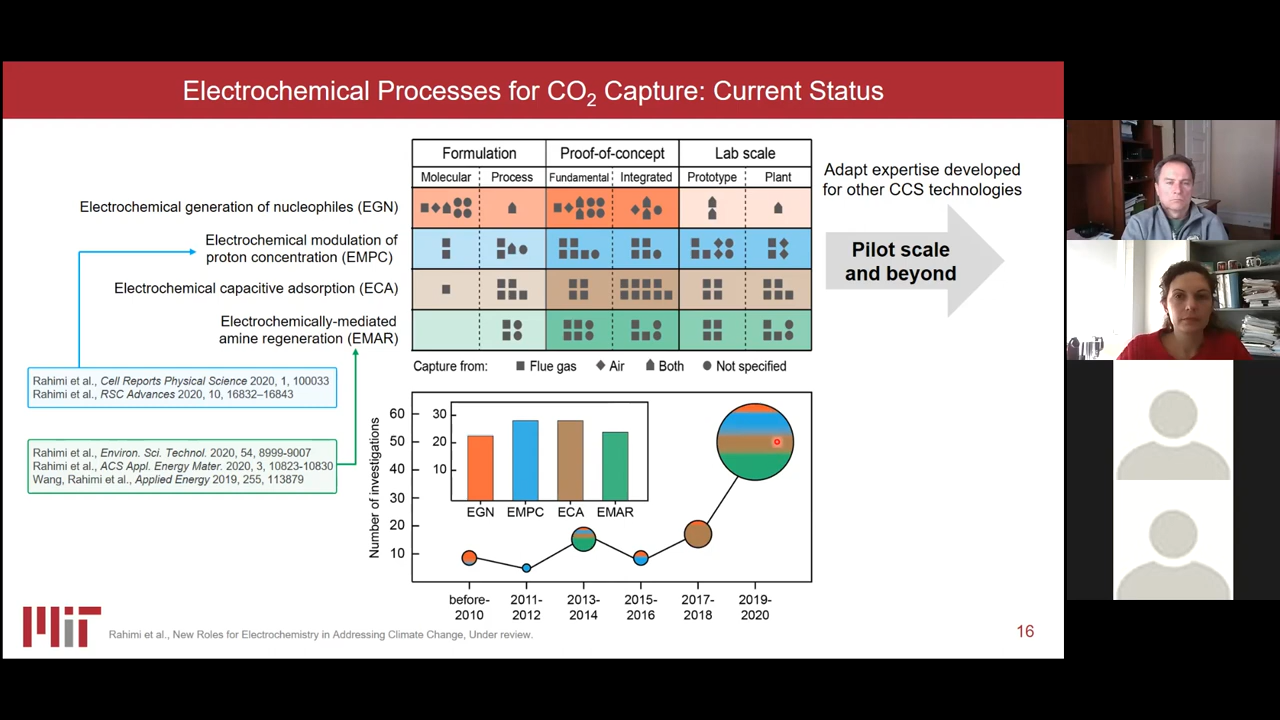 Electrochemical Processes for CO2 Capture: Current Status
Formulation Proof-of-concept Lab scale
Molecular Process Fundamental Integrated Prototype Plant
Electrochemical generation of nucleophiles (EGN)
Electrochemical modulation of
proton concentration (EMPC)
Electrochemical capacitive adsorption (ECA)
Electrochemically-mediated
amine regeneration (EMAR)
Capture from: Flue gas Air Both Not specified
Adapt expertise developed
for other CCS technologies
Pilot scale
and beyond
Rahimi et al., Cell Reports Physical Science 2020, 1, 100033
Rahimi et al., RSC Advances 2020, 10, 16832–16843
Rahimi et al., Environ. Sci. Technol. 2020, 54, 8999-9007
Rahimi et al., ACS Appl. Energy Mater. 2020, 3, 10823-10830
Wang, Rahimi et al., Applied Energy 2019, 255, 113879
Number of investigations
60
50
40
30
20
10
30
20
10
EGN EMPC ECA EMAR
before-
2010
2011-
2012
2013-
2014
2015-
2016
2017-
2018
2019-
2020
MIT
Rahimi et al., New Roles for Electrochemistry in Addressing Climate Change, Under review.
16